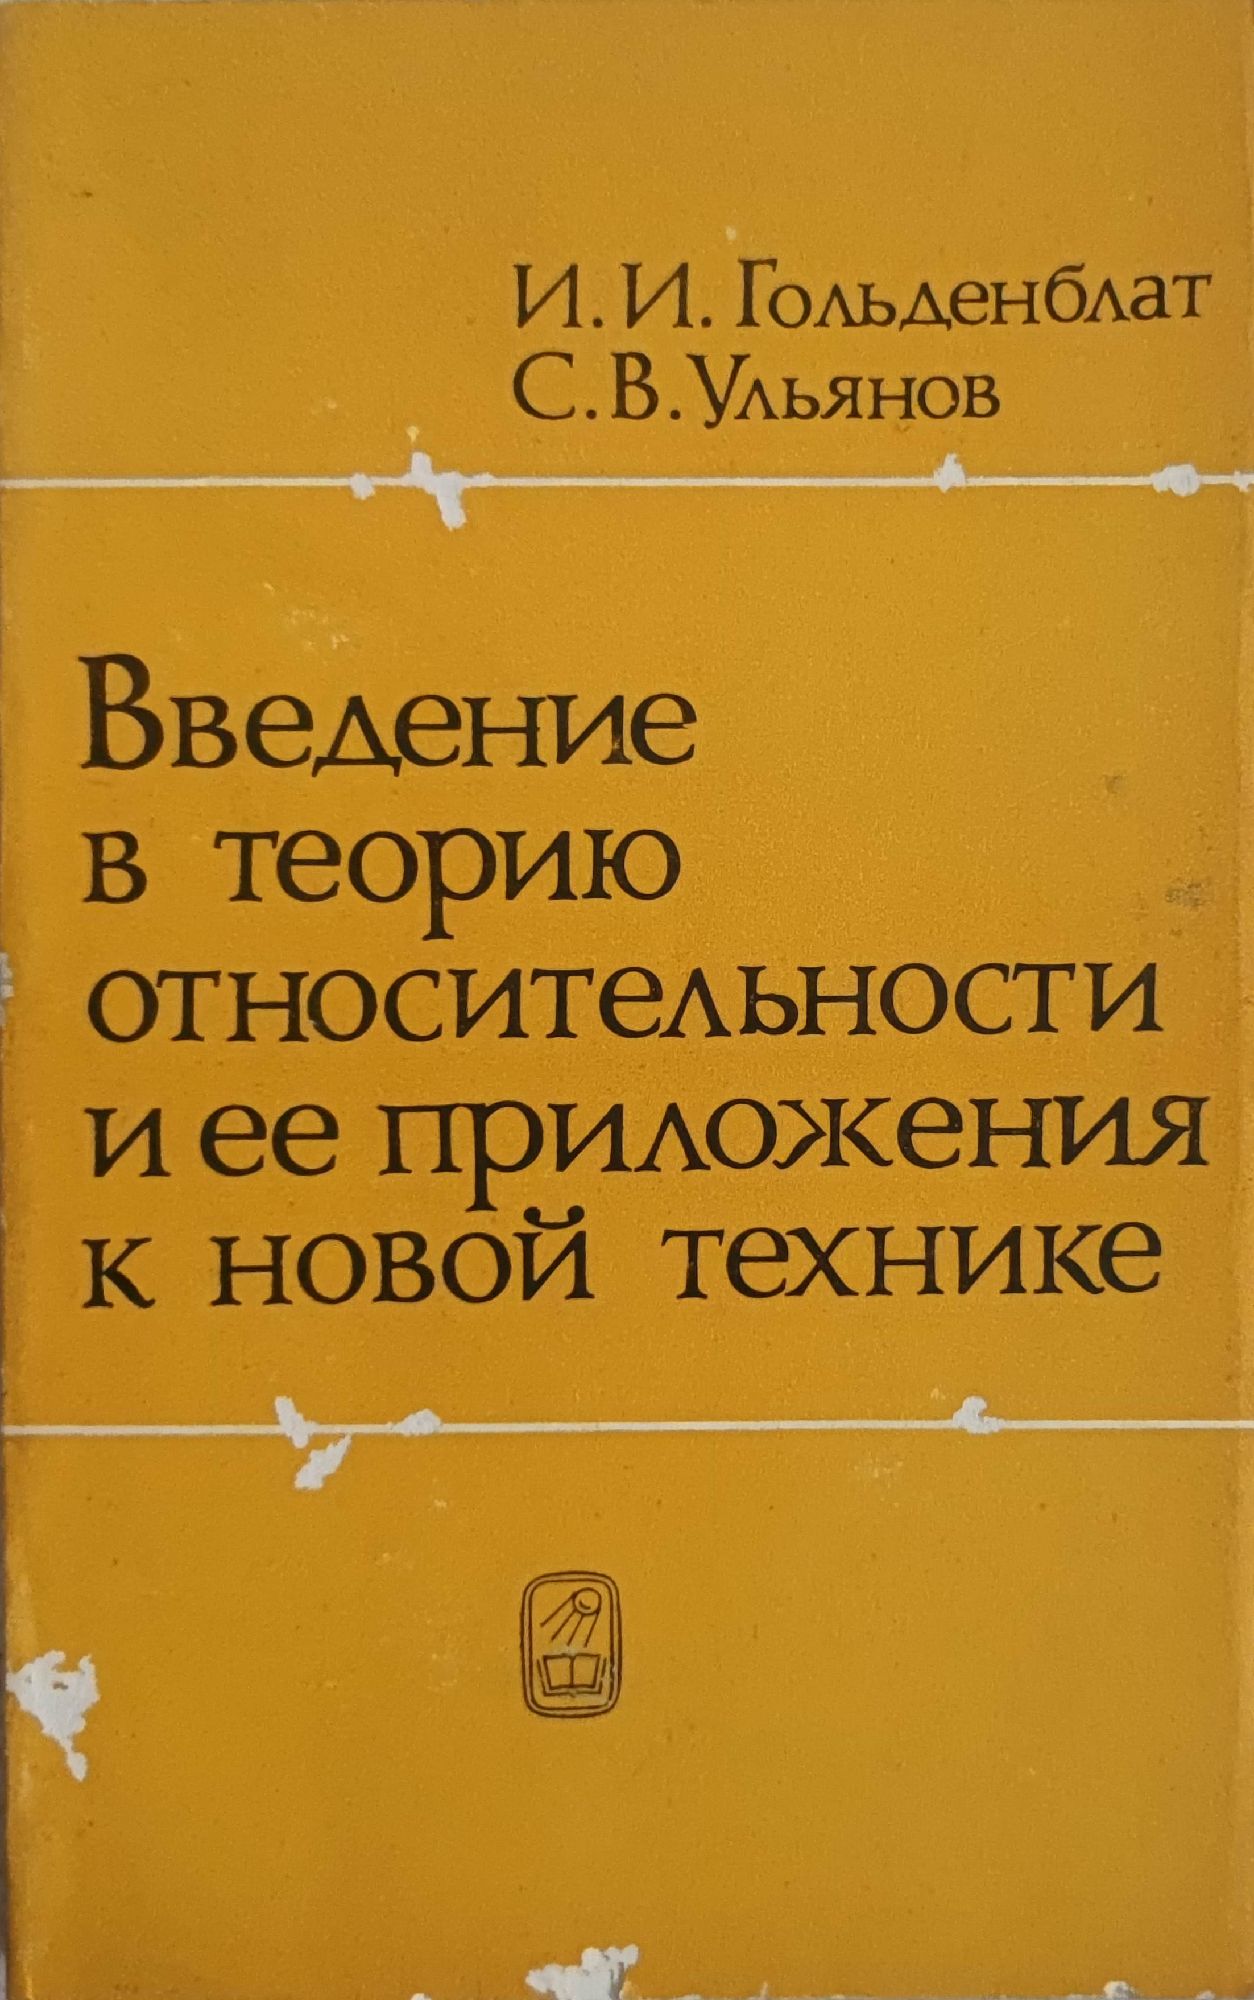 И. И. Гольденблат
С. В. Ульянов
Введение
в теорию
относительности
и ее приложения
к новой технике